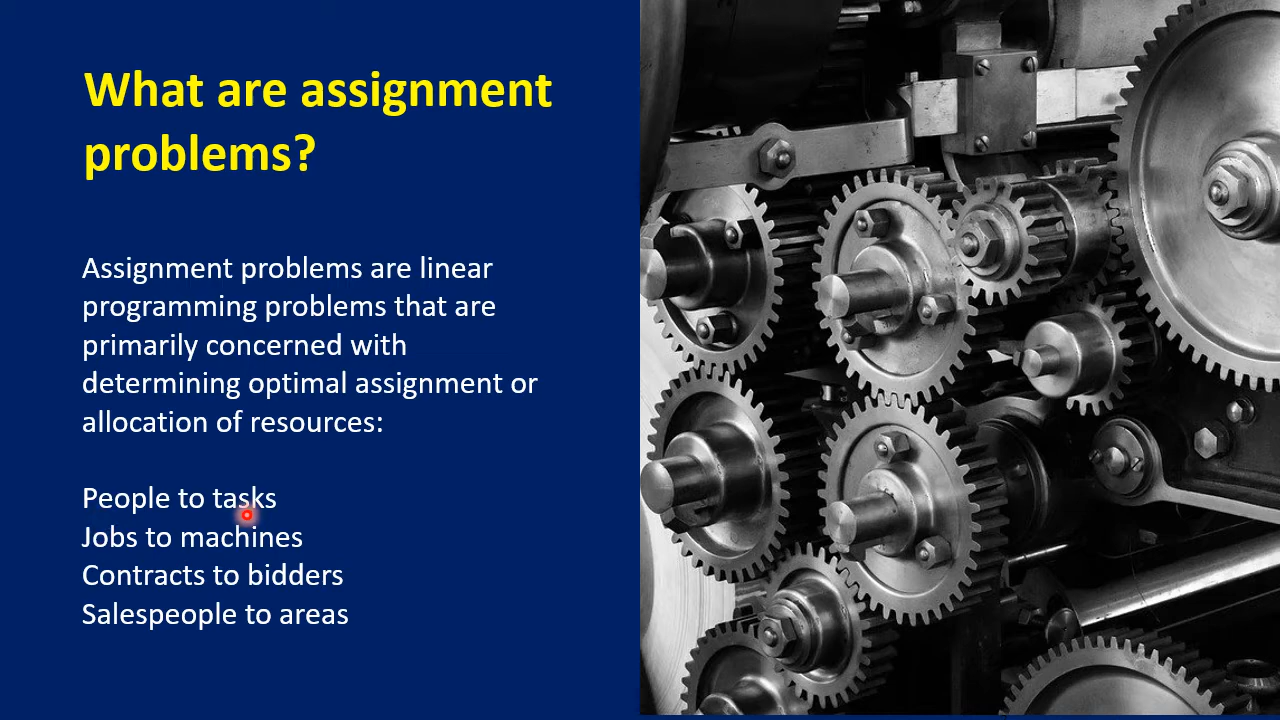 What are assignment
problems?
Assignment problems are linear
programming problems that are
primarily concerned with
determining optimal assignment or
allocation of resources:
People to tasks
Jobs to machines
Contracts to bidders
Salespeople to areas